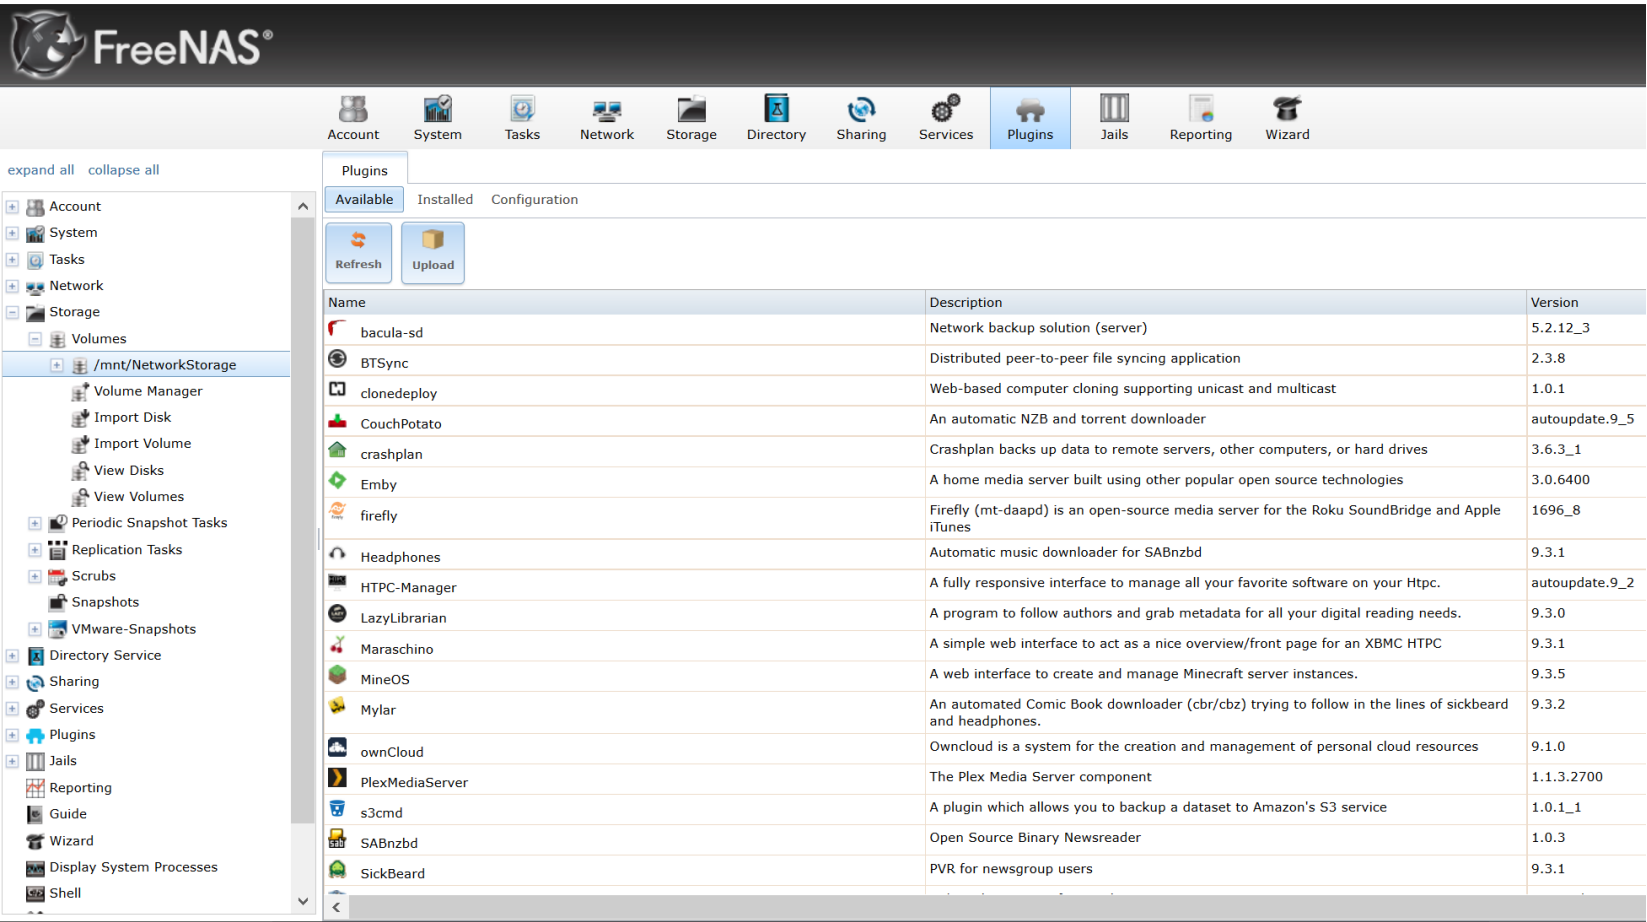 FreeNAS®
Account System Tasks Network Storage Directory Sharing Services Plugins Jails Reporting Wizard
expand all collapse all
Account
System
Tasks
Network
Storage
Volumes
/mnt/NetworkStorage
Volume Manager
Import Disk
Import Volume
View Disks
View Volumes
Periodic Snapshot Tasks
Replication Tasks
Scrubs
Snapshots
VMware-Snapshots
Directory Service
Sharing
Services
Plugins
Jails
Reporting
Guide
Wizard
Display System Processes
Shell
Plugins
Available Installed Configuration
Refresh Upload
Name Description Version
bacula-sd Network backup solution (server) 5.2.12_3
BTSync Distributed peer-to-peer file syncing application 2.3.8
clonedeploy Web-based computer cloning supporting unicast and multicast 1.0.1
CouchPotato An automatic NZB and torrent downloader autoupdate.9_5
crashplan Crashplan backs up data to remote servers, other computers, or hard drives 3.6.3_1
Emby A home media server built using other popular open source technologies 3.0.6400
firefly Firefly (mt-daapd) is an open-source media server for the Roku SoundBridge and Apple 1696_8
iTunes
Headphones Automatic music downloader for SABnzbd 9.3.1
HTPC-Manager A fully responsive interface to manage all your favorite software on your Htpc. autoupdate.9_2
LazyLibrarian A program to follow authors and grab metadata for all your digital reading needs. 9.3.0
Maraschino A simple web interface to act as a nice overview/front page for an XBMC HTPC 9.3.1
MineOS A web interface to create and manage Minecraft server instances. 9.3.5
Mylar An automated Comic Book downloader (cbr/cbz) trying to follow in the lines of sickbeard 9.3.2
and headphones.
ownCloud Owncloud is a system for the creation and management of personal cloud resources 9.1.0
PlexMediaServer The Plex Media Server component 1.1.3.2700
s3cmd A plugin which allows you to backup a dataset to Amazon's S3 service 1.0.1_1
SABnzbd Open Source Binary Newsreader 1.0.3
SickBeard PVR for newsgroup users 9.3.1